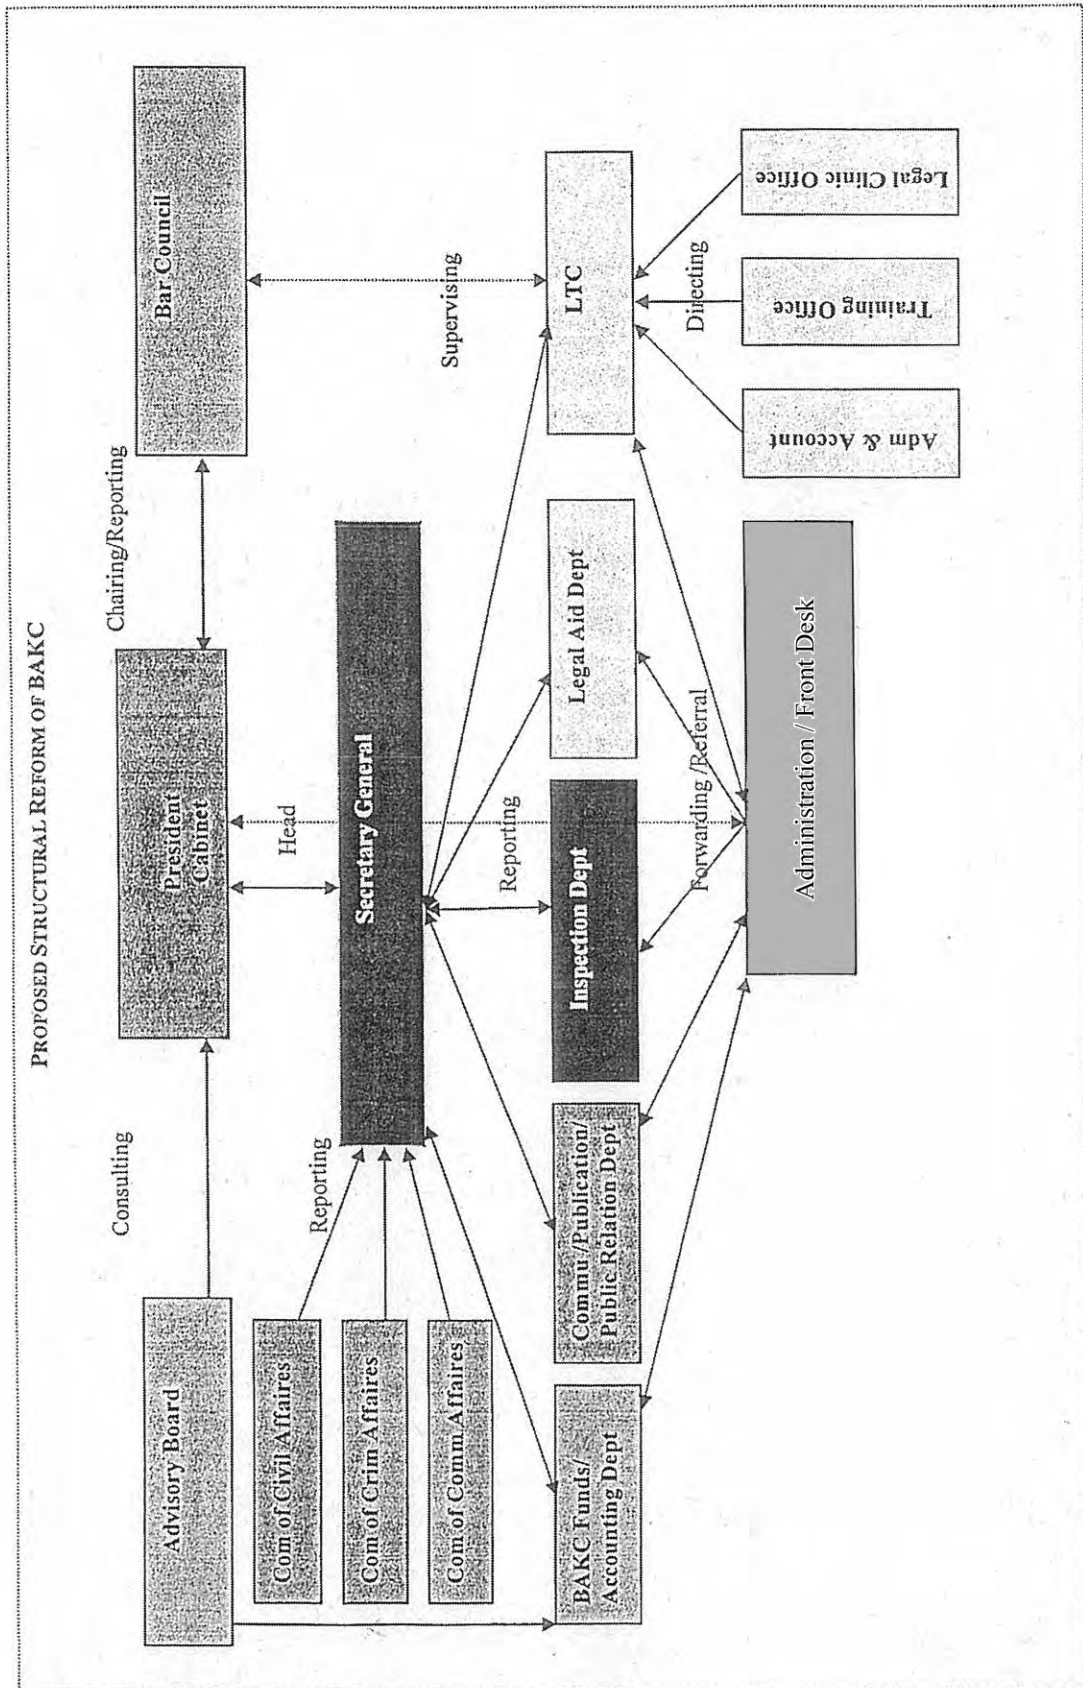 PROPOSED STRUCTURAL REFORM OF BAKC
Advisory Board
Consulting
President
Cabinet
Chairing/Reporting
Bar Council
Com of Civil Affaires
Com of Crim Affaires
Com of Comm Affaires
Reporting
Head
Secretary General
Supervising
Reporting
BAKC Funds/
Accounting Dept
Commu /Publication/
Public Relation Dept
Inspection Dept
Legal Aid Dept
LTC
Forwarding /Referral
Directing
Administration / Front Desk
Adm & Account
Training Office
Legal Clinic Office